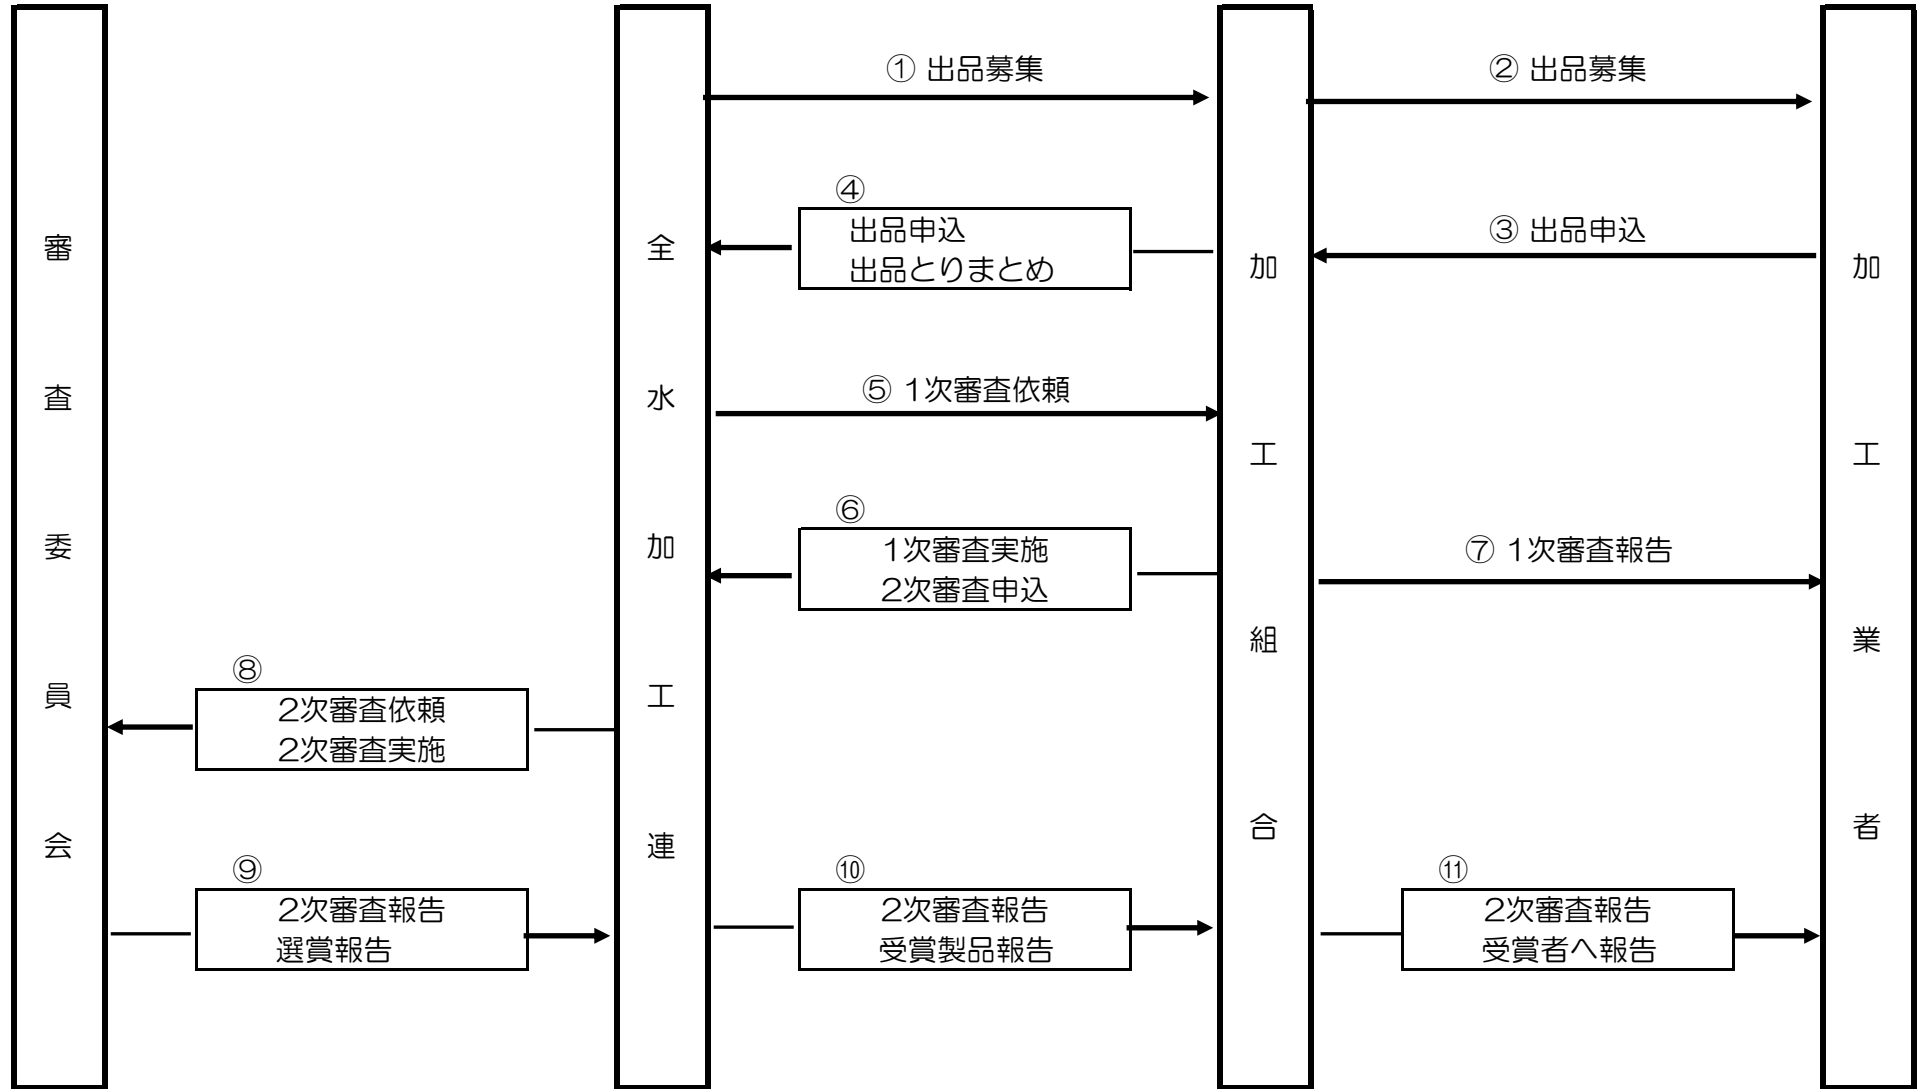 審査委員会
全水加工連
加工組合
加工業者
① 出品募集
② 出品募集
③ 出品申込
④
出品申込
出品とりまとめ
⑤ 1次審査依頼
⑥
1次審査実施
2次審査申込
⑦ 1次審査報告
⑧
2次審査依頼
2次審査実施
⑨
2次審査報告
選賞報告
⑩
2次審査報告
受賞製品報告
⑪
2次審査報告
受賞者へ報告